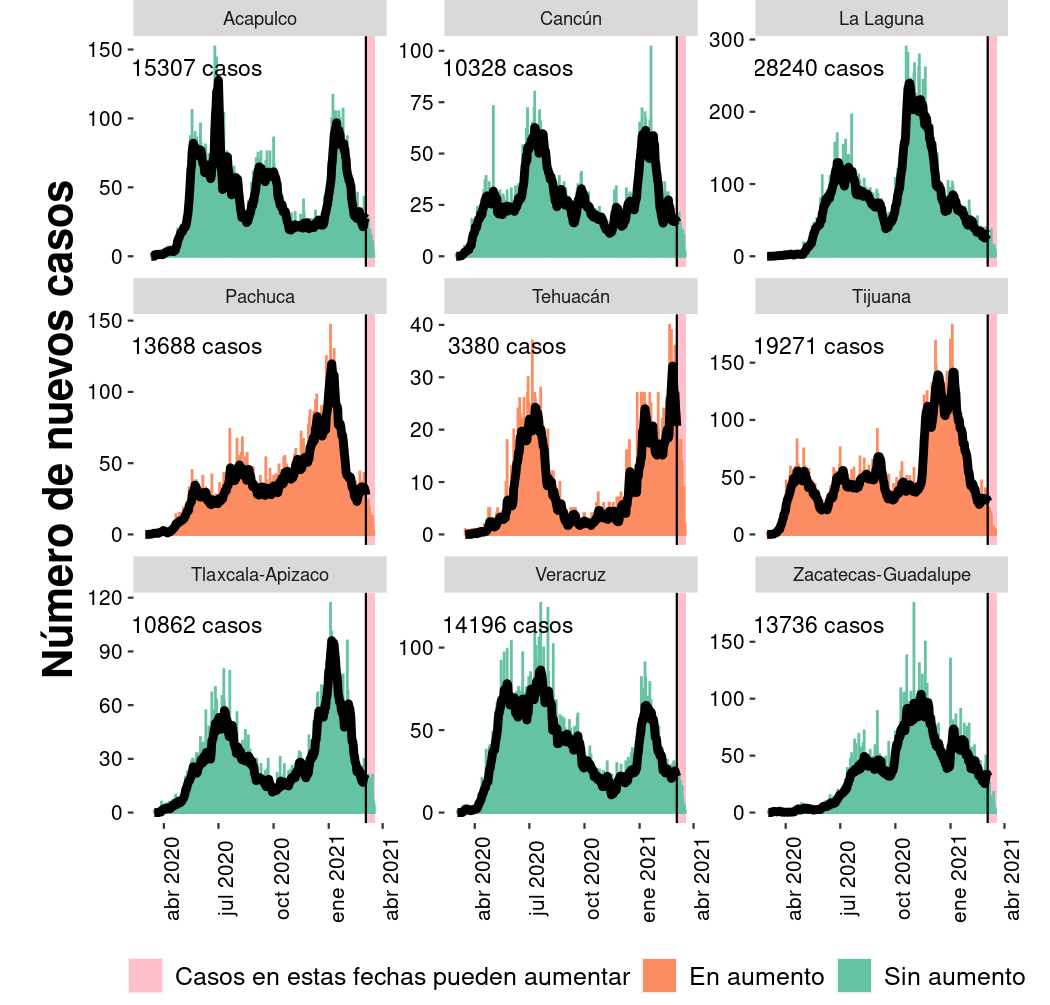 Número de nuevos casos
Acapulco
150
100
50
0
15307 casos
Cancún
100
75
50
25
0
10328 casos
La Laguna
300
200
100
0
28240 casos
Pachuca
150
100
50
0
13688 casos
Tehuacán
40
30
20
10
0
3380 casos
Tijuana
150
100
50
0
19271 casos
Tlaxcala-Apizaco
120
90
60
30
0
10862 casos
Veracruz
100
50
0
14196 casos
Zacatecas-Guadalupe
150
100
50
0
13736 casos
abr 2020
jul 2020
oct 2020
ene 2021
abr 2021
abr 2020
jul 2020
oct 2020
ene 2021
abr 2021
abr 2020
jul 2020
oct 2020
ene 2021
abr 2021
Casos en estas fechas pueden aumentar
En aumento
Sin aumento